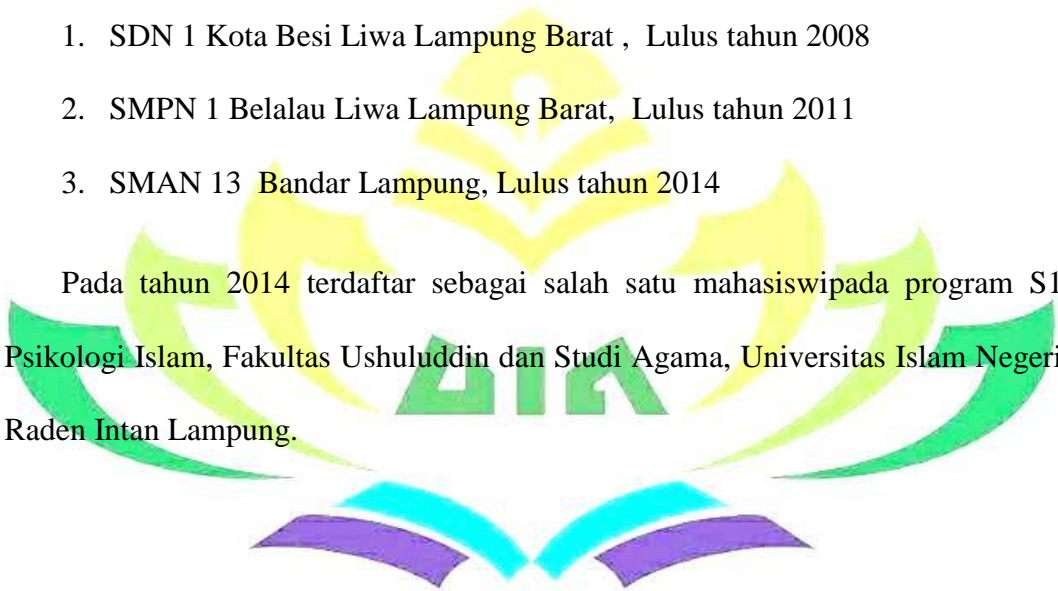 1. SDN 1 Kota Besi Liwa Lampung Barat , Lulus tahun 2008
2. SMPN 1 Belalau Liwa Lampung Barat, Lulus tahun 2011
3. SMAN 13 Bandar Lampung, Lulus tahun 2014
Pada tahun 2014 terdaftar sebagai salah satu mahasiswipada program S1
Psikologi Islam, Fakultas Ushuluddin dan Studi Agama, Universitas Islam Negeri
Raden Intan Lampung.